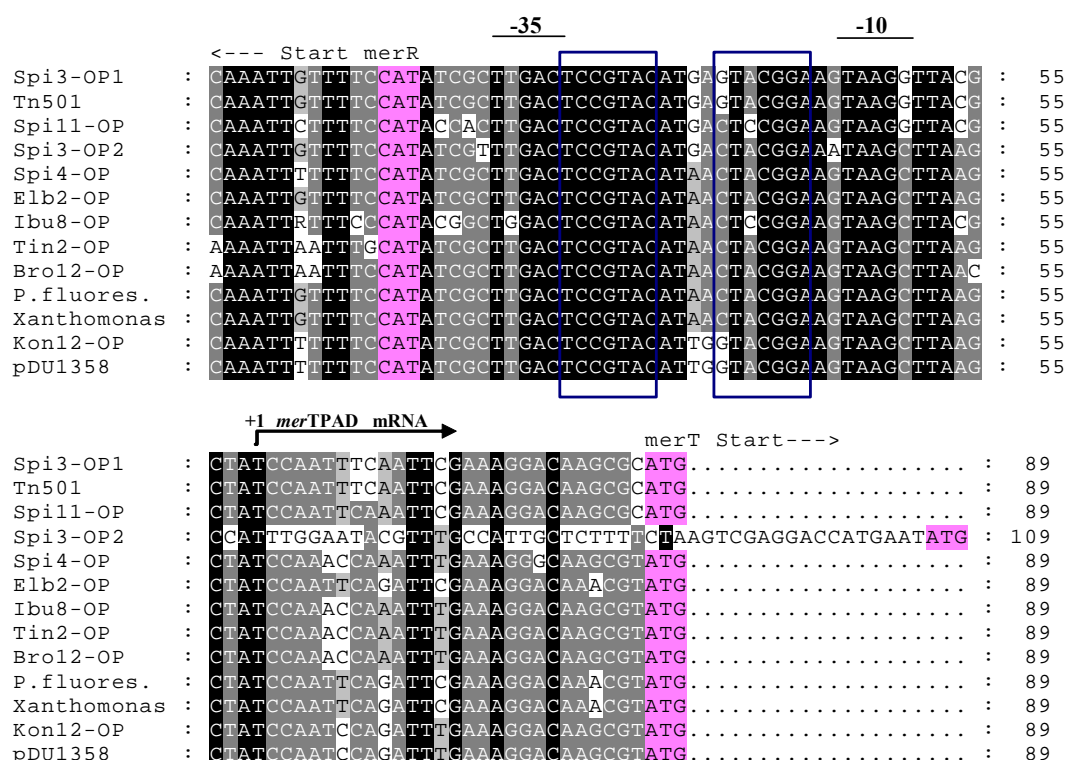 -35 -10
<--- Start merR
Spi3-OP1 : CAAATTGTTTTCCATATCGCTTGACTCCGTACATGAGTACGGAAGTAAGGTTACG : 55
Tn501 : CAAATTGTTTTCCATATCGCTTGACTCCGTACATGAGTACGGAAGTAAGGTTACG : 55
Spi11-OP : CAAATTCTTTTCCATACCACTTGACTCCGTACATGACTCCGGAAGTAAGGTTACG : 55
Spi3-OP2 : CAAATTGTTTTCCATATCGTTTGACTCCGTACATGACTACGGAAATAAGCTTAAG : 55
Spi4-OP : CAAATTTTTTTCCATATCGCTTGACTCCGTACATAACTACGGAAGTAAGCTTAAG : 55
Elb2-OP : CAAATTGTTTTCCATATCGCTTGACTCCGTACATAACTACGGAAGTAAGCTTAAG : 55
Ibu8-OP : CAAATTRTTTCCCATACGGCTGGACTCCGTACATAACTCCGGAAGTAAGCTTACG : 55
Tin2-OP : AAAATTAATTTGCATATCGCTTGACTCCGTACATAACTACGGAAGTAAGCTTAAG : 55
Bro12-OP : AAAATTAATTTCCATATCGCTTGACTCCGTACATAACTACGGAAGTAAGCTTAAC : 55
P.fluores. : CAAATTGTTTTCCATATCGCTTGACTCCGTACATAACTACGGAAGTAAGCTTAAG : 55
Xanthomonas : CAAATTGTTTTCCATATCGCTTGACTCCGTACATAACTACGGAAGTAAGCTTAAG : 55
Kon12-OP : CAAATTTTTTTCCATATCGCTTGACTCCGTACATTGGTACGGAAGTAAGCTTAAG : 55
pDU1358 : CAAATTTTTTTCCATATCGCTTGACTCCGTACATTGGTACGGAAGTAAGCTTAAG : 55
+1 merTPAD mRNA
merT Start--->
Spi3-OP1 : CTATCCAATTTCAATTCGAAAGGACAAGCGCATG.................... : 89
Tn501 : CTATCCAATTTCAATTCGAAAGGACAAGCGCATG.................... : 89
Spi11-OP : CTATCCAATTCAAATTCGAAAGGACAAGCGCATG.................... : 89
Spi3-OP2 : CCATTTGGAATACGTTTGCCATTGCTCTTTTCTAAGTCGAGGACCATGAATATG : 109
Spi4-OP : CTATCCAAACCAAATTTGAAAGGGCAAGCGTATG.................... : 89
Elb2-OP : CTATCCAATTCAGATTCGAAAGGACAAACGTATG.................... : 89
Ibu8-OP : CTATCCAAACCAAATTTGAAAGGACAAGCGTATG.................... : 89
Tin2-OP : CTATCCAAACCAAATTTGAAAGGACAAGCGTATG.................... : 89
Bro12-OP : CTATCCAAACCAAATTTGAAAGGACAAGCGTATG.................... : 89
P.fluores. : CTATCCAATTCAGATTCGAAAGGACAAACGTATG.................... : 89
Xanthomonas : CTATCCAATTCAGATTCGAAAGGACAAACGTATG.................... : 89
Kon12-OP : CTATCCAATCCAGATTTGAAAGGACAAGCGTATG.................... : 89
pDU1358 : CTATCCAATCCAGATTTGAAAGGACAAGCGTATG.................... : 89